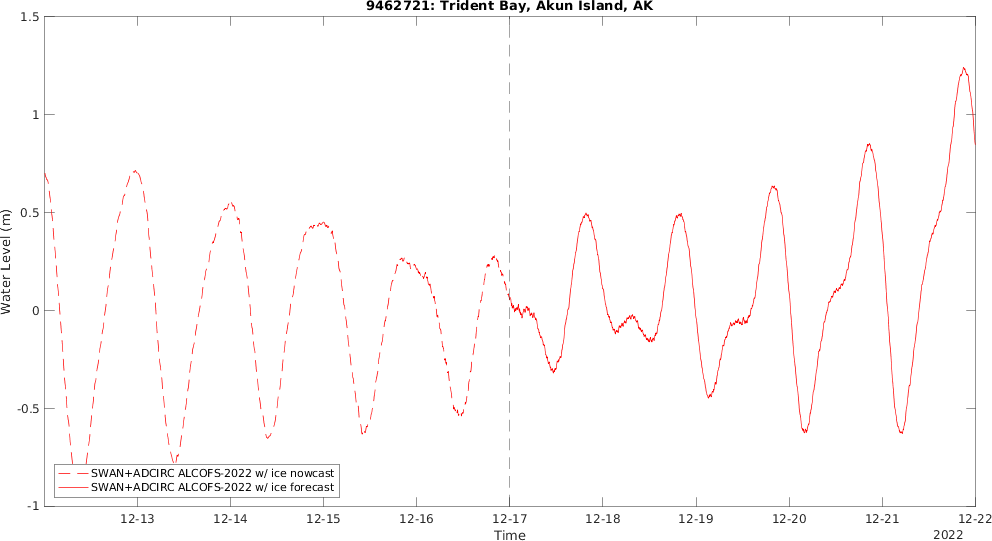 9462721: Trident Bay, Akun Island, AK
1.5
1
0.5
0
-0.5
-1
Water Level (m)
SWAN+ADCIRC ALCOFS-2022 w/ ice nowcast
SWAN+ADCIRC ALCOFS-2022 w/ ice forecast
12-13 12-14 12-15 12-16 12-17 12-18 12-19 12-20 12-21 12-22
Time
2022